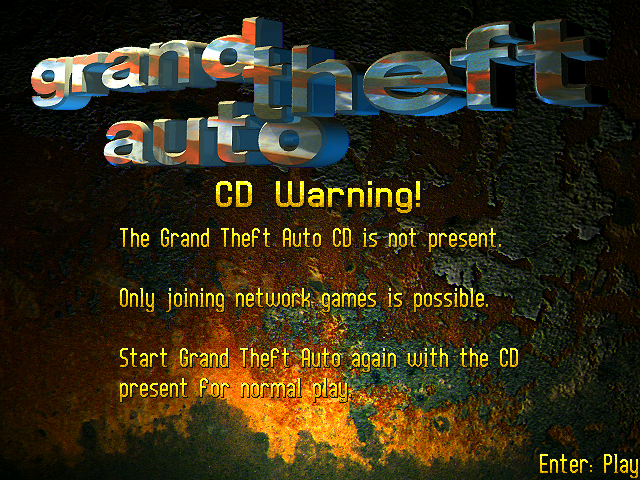 grand theft
auto
CD Warning!
The Grand Theft Auto CD is not present.
Only joining network games is possible.
Start Grand Theft Auto again with the CD
present for normal play.
Enter: Play